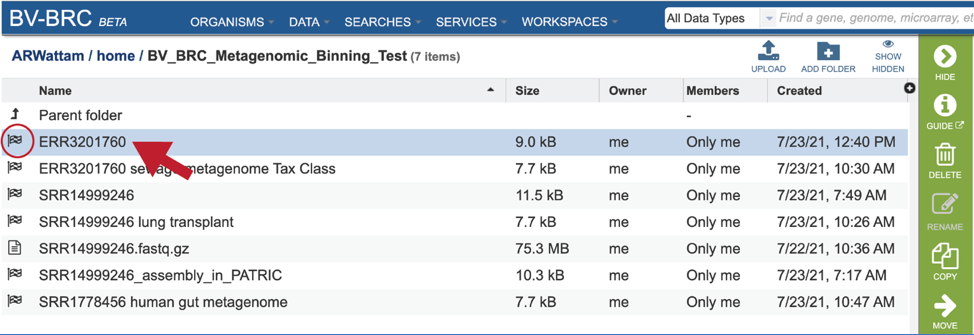 BV-BRC BETA ORGANISMS DATA SEARCHES SERVICES WORKSPACES All Data Types Find a gene, genome, microarray, et
ARWattam / home / BV_BRC_Metagenomic_Binning_Test (7 items) UPLOAD ADD FOLDER SHOW HIDDEN HIDE
Name Size Owner Members Created
Parent folder - GUIDE
ERR3201760 9.0 kB me Only me 7/23/21, 12:40 PM
ERR3201760 metagenome Tax Class 7.7 kB me Only me 7/23/21, 10:30 AM DELETE
SRR14999246 11.5 kB me Only me 7/23/21, 7:49 AM
SRR14999246 lung transplant 7.7 kB me Only me 7/23/21, 10:26 AM RENAME
SRR14999246.fastq.gz 75.3 MB me Only me 7/22/21, 10:36 AM
SRR14999246_assembly_in_PATRIC 10.3 kB me Only me 7/23/21, 7:17 AM COPY
SRR1778456 human gut metagenome 7.7 kB me Only me 7/23/21, 10:47 AM
MOVE